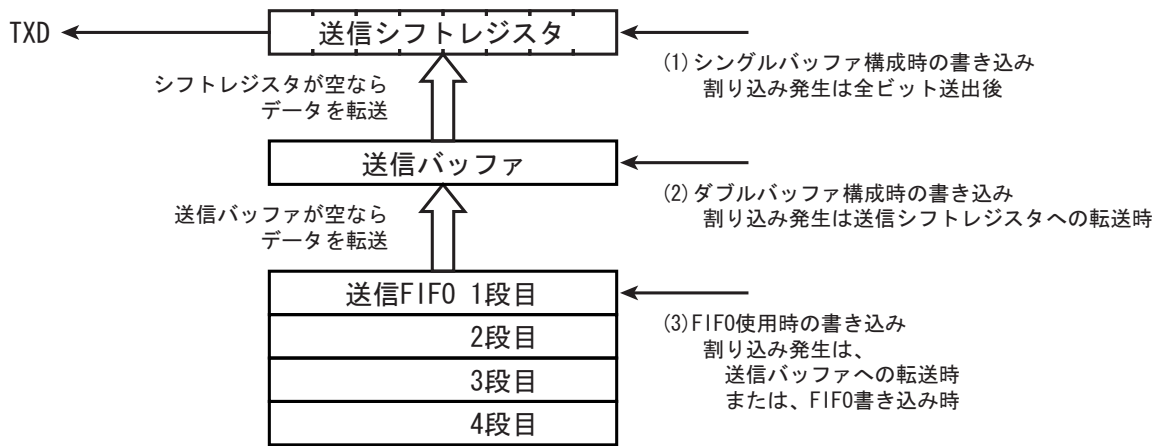 TXD
送信シフトレジスタ
(1)シングルバッファ構成時の書き込み
割り込み発生は全ビット送出後
シフトレジスタが空なら
データを転送
送信バッファ
(2)ダブルバッファ構成時の書き込み
割り込み発生は送信シフトレジスタへの転送時
送信バッファが空なら
データを転送
送信FIFO 1段目
2段目
3段目
4段目
(3)FIFO使用時の書き込み
割り込み発生は、
送信バッファへの転送時
または、FIFO書き込み時